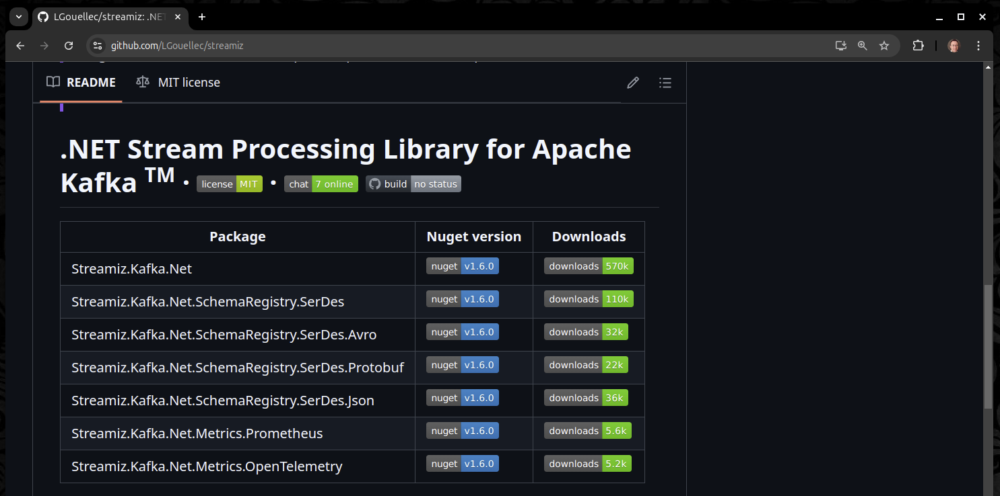 LGouellec/streamiz: .NET
github.com/LGouellec/streamiz
README MIT license
.NET Stream Processing Library for Apache
Kafka TM • license MIT • chat 7 online build no status
Package Nuget version Downloads
Streamiz.Kafka.Net nuget v1.6.0 downloads 570k
Streamiz.Kafka.Net.SchemaRegistry.SerDes nuget v1.6.0 downloads 110k
Streamiz.Kafka.Net.SchemaRegistry.SerDes.Avro nuget v1.6.0 downloads 32k
Streamiz.Kafka.Net.SchemaRegistry.SerDes.Protobuf nuget v1.6.0 downloads 22k
Streamiz.Kafka.Net.SchemaRegistry.SerDes.Json nuget v1.6.0 downloads 36k
Streamiz.Kafka.Net.Metrics.Prometheus nuget v1.6.0 downloads 5.6k
Streamiz.Kafka.Net.Metrics.OpenTelemetry nuget v1.6.0 downloads 5.2k